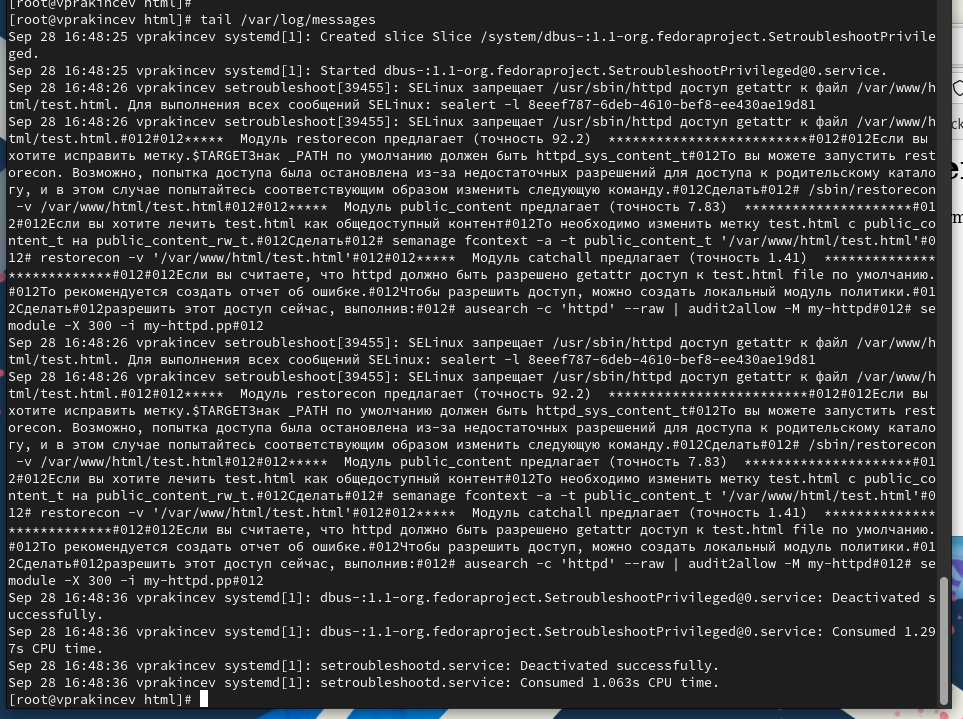 [root@vprakincev html]#
[root@vprakincev html]# tail /var/log/messages
Sep 28 16:48:25 vprakincev systemd[1]: Created slice Slice /system/dbus-:1.1-org.fedoraproject.SetroubleshootPrivile
ged.
Sep 28 16:48:25 vprakincev systemd[1]: Started dbus-:1.1-org.fedoraproject.SetroubleshootPrivileged@0.service.
Sep 28 16:48:26 vprakincev setroubleshoot[39455]: SELinux запрещает /usr/sbin/httpd доступ getattr к файл /var/www/h
tml/test.html. Для выполнения всех сообщений SELinux: sealert -l 8eeef787-6deb-4610-bef8-ee430ae19d81
Sep 28 16:48:26 vprakincev setroubleshoot[39455]: SELinux запрещает /usr/sbin/httpd доступ getattr к файл /var/www/h
tml/test.html.#012#012*****  Модуль restorecon предлагает (точность 92.2)  *************************#012#012Если вы 
хотите исправить метку.$TARGETЗнак _PATH по умолчанию должен быть httpd_sys_content_t#012То вы можете запустить rest
orecon. Возможно, попытка доступа была остановлена из-за недостаточных разрешений для доступа к родительскому катало
гу, и в этом случае попытайтесь соответствующим образом изменить следующую команду.#012Сделать#012# /sbin/restorecon
 -v /var/www/html/test.html#012#012*****  Модуль public_content предлагает (точность 7.83)  *********************#01
2#012Если вы хотите лечить test.html как общедоступный контент#012То необходимо изменить метку test.html с public_co
ntent_t на public_content_rw_t.#012Сделать#012# semanage fcontext -a -t public_content_t '/var/www/html/test.html'#0
12# restorecon -v '/var/www/html/test.html'#012#012*****  Модуль catchall предлагает (точность 1.41)  **************
*************#012#012Если вы считаете, что httpd должно быть разрешено getattr доступ к test.html file по умолчанию.
#012То рекомендуется создать отчет об ошибке.#012Чтобы разрешить доступ, можно создать локальный модуль политики.#01
2Сделать#012разрешить этот доступ сейчас, выполнив:#012# ausearch -c 'httpd' --raw | audit2allow -M my-httpd#012# se
module -X 300 -i my-httpd.pp#012
Sep 28 16:48:26 vprakincev setroubleshoot[39455]: SELinux запрещает /usr/sbin/httpd доступ getattr к файл /var/www/h
tml/test.html. Для выполнения всех сообщений SELinux: sealert -l 8eeef787-6deb-4610-bef8-ee430ae19d81
Sep 28 16:48:26 vprakincev setroubleshoot[39455]: SELinux запрещает /usr/sbin/httpd доступ getattr к файл /var/www/h
tml/test.html.#012#012*****  Модуль restorecon предлагает (точность 92.2)  *************************#012#012Если вы 
хотите исправить метку.$TARGETЗнак _PATH по умолчанию должен быть httpd_sys_content_t#012То вы можете запустить rest
orecon. Возможно, попытка доступа была остановлена из-за недостаточных разрешений для доступа к родительскому катало
гу, и в этом случае попытайтесь соответствующим образом изменить следующую команду.#012Сделать#012# /sbin/restorecon
 -v /var/www/html/test.html#012#012*****  Модуль public_content предлагает (точность 7.83)  *********************#01
2#012Если вы хотите лечить test.html как общедоступный контент#012То необходимо изменить метку test.html с public_co
ntent_t на public_content_rw_t.#012Сделать#012# semanage fcontext -a -t public_content_t '/var/www/html/test.html'#0
12# restorecon -v '/var/www/html/test.html'#012#012*****  Модуль catchall предлагает (точность 1.41)  **************
*************#012#012Если вы считаете, что httpd должно быть разрешено getattr доступ к test.html file по умолчанию.
#012То рекомендуется создать отчет об ошибке.#012Чтобы разрешить доступ, можно создать локальный модуль политики.#01
2Сделать#012разрешить этот доступ сейчас, выполнив:#012# ausearch -c 'httpd' --raw | audit2allow -M my-httpd#012# se
module -X 300 -i my-httpd.pp#012
Sep 28 16:48:36 vprakincev systemd[1]: dbus-:1.1-org.fedoraproject.SetroubleshootPrivileged@0.service: Deactivated s
uccessfully.
Sep 28 16:48:36 vprakincev systemd[1]: dbus-:1.1-org.fedoraproject.SetroubleshootPrivileged@0.service: Consumed 1.29
7s CPU time.
Sep 28 16:48:36 vprakincev systemd[1]: setroubleshootd.service: Deactivated successfully.
Sep 28 16:48:36 vprakincev systemd[1]: setroubleshootd.service: Consumed 1.063s CPU time.
[root@vprakincev html]#